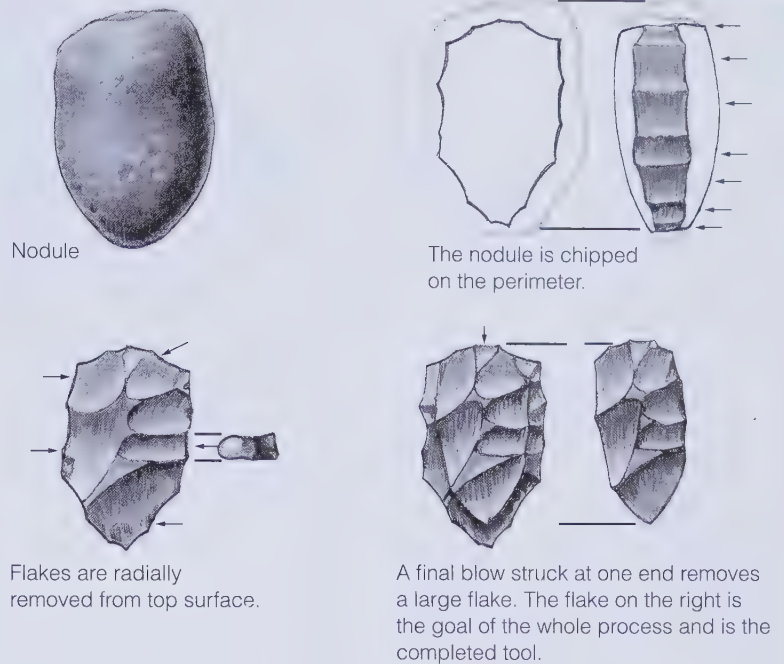 Nodule
The nodule is chipped
on the perimeter.
Flakes are radially
removed from top surface.
A final blow struck at one end removes
a large flake. The flake on the right is
the goal of the whole process and is the
completed tool.